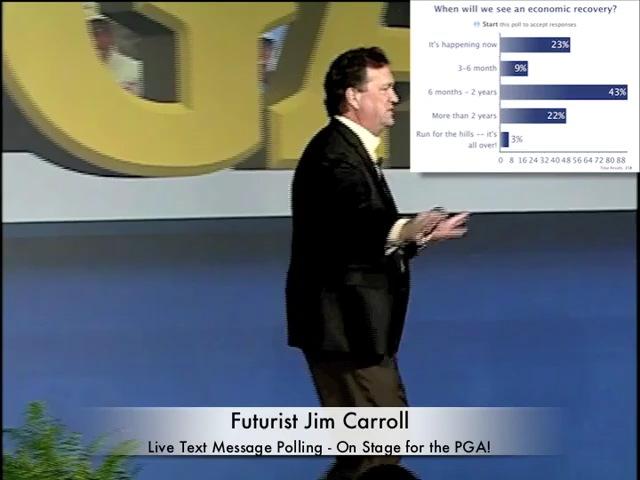 PGA
When will we see an economic recovery?
Start this poll to accept responses
It's happening now
23%
3-6 month
9%
6 months - 2 years
43%
More than 2 years
22%
Run for the hills -- it's
all over!
3%
0 8 16 24 32 40 48 56 64 72 80 88
Futurist Jim Carroll
Live Text Message Polling - On Stage for the PGA!